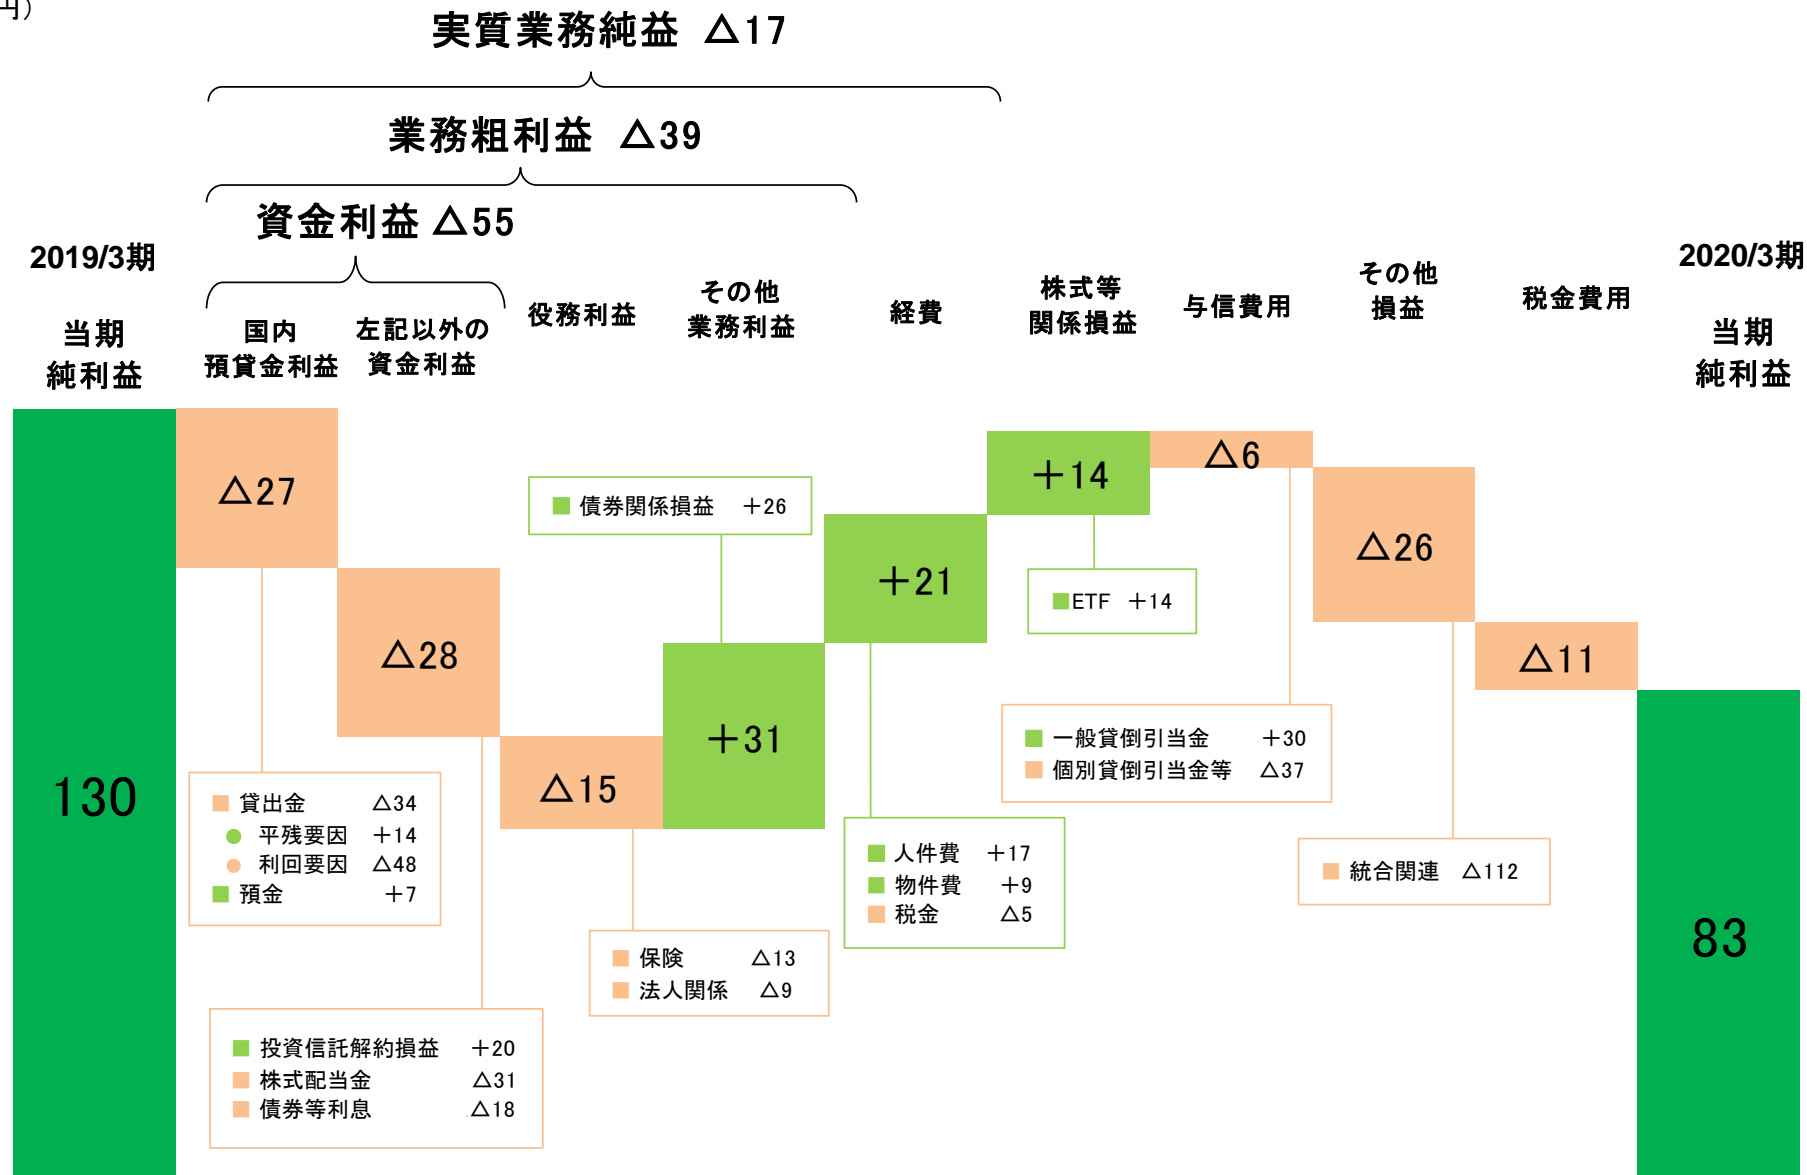 円）
実質業務純益 △17
業務粗利益 △39
資金利益 △55
2019/3期
当期
純利益
国内
預貸金利益
左記以外の
資金利益
役務利益
その他
業務利益
経費
株式等
関係損益
与信費用
その他
損益
税金費用
2020/3期
当期
純利益
130
△27
△28
△15
＋31
＋21
＋14
△6
△26
△11
83
債券関係損益 ＋26
ETF ＋14
一般貸倒引当金 ＋30
個別貸倒引当金等 △37
貸出金 △34
平残要因 ＋14
利回要因 △48
預金 ＋7
人件費 ＋17
物件費 ＋9
税金 △5
統合関連 △112
保険 △13
法人関係 △9
投資信託解約損益 ＋20
株式配当金 △31
債券等利息 △18